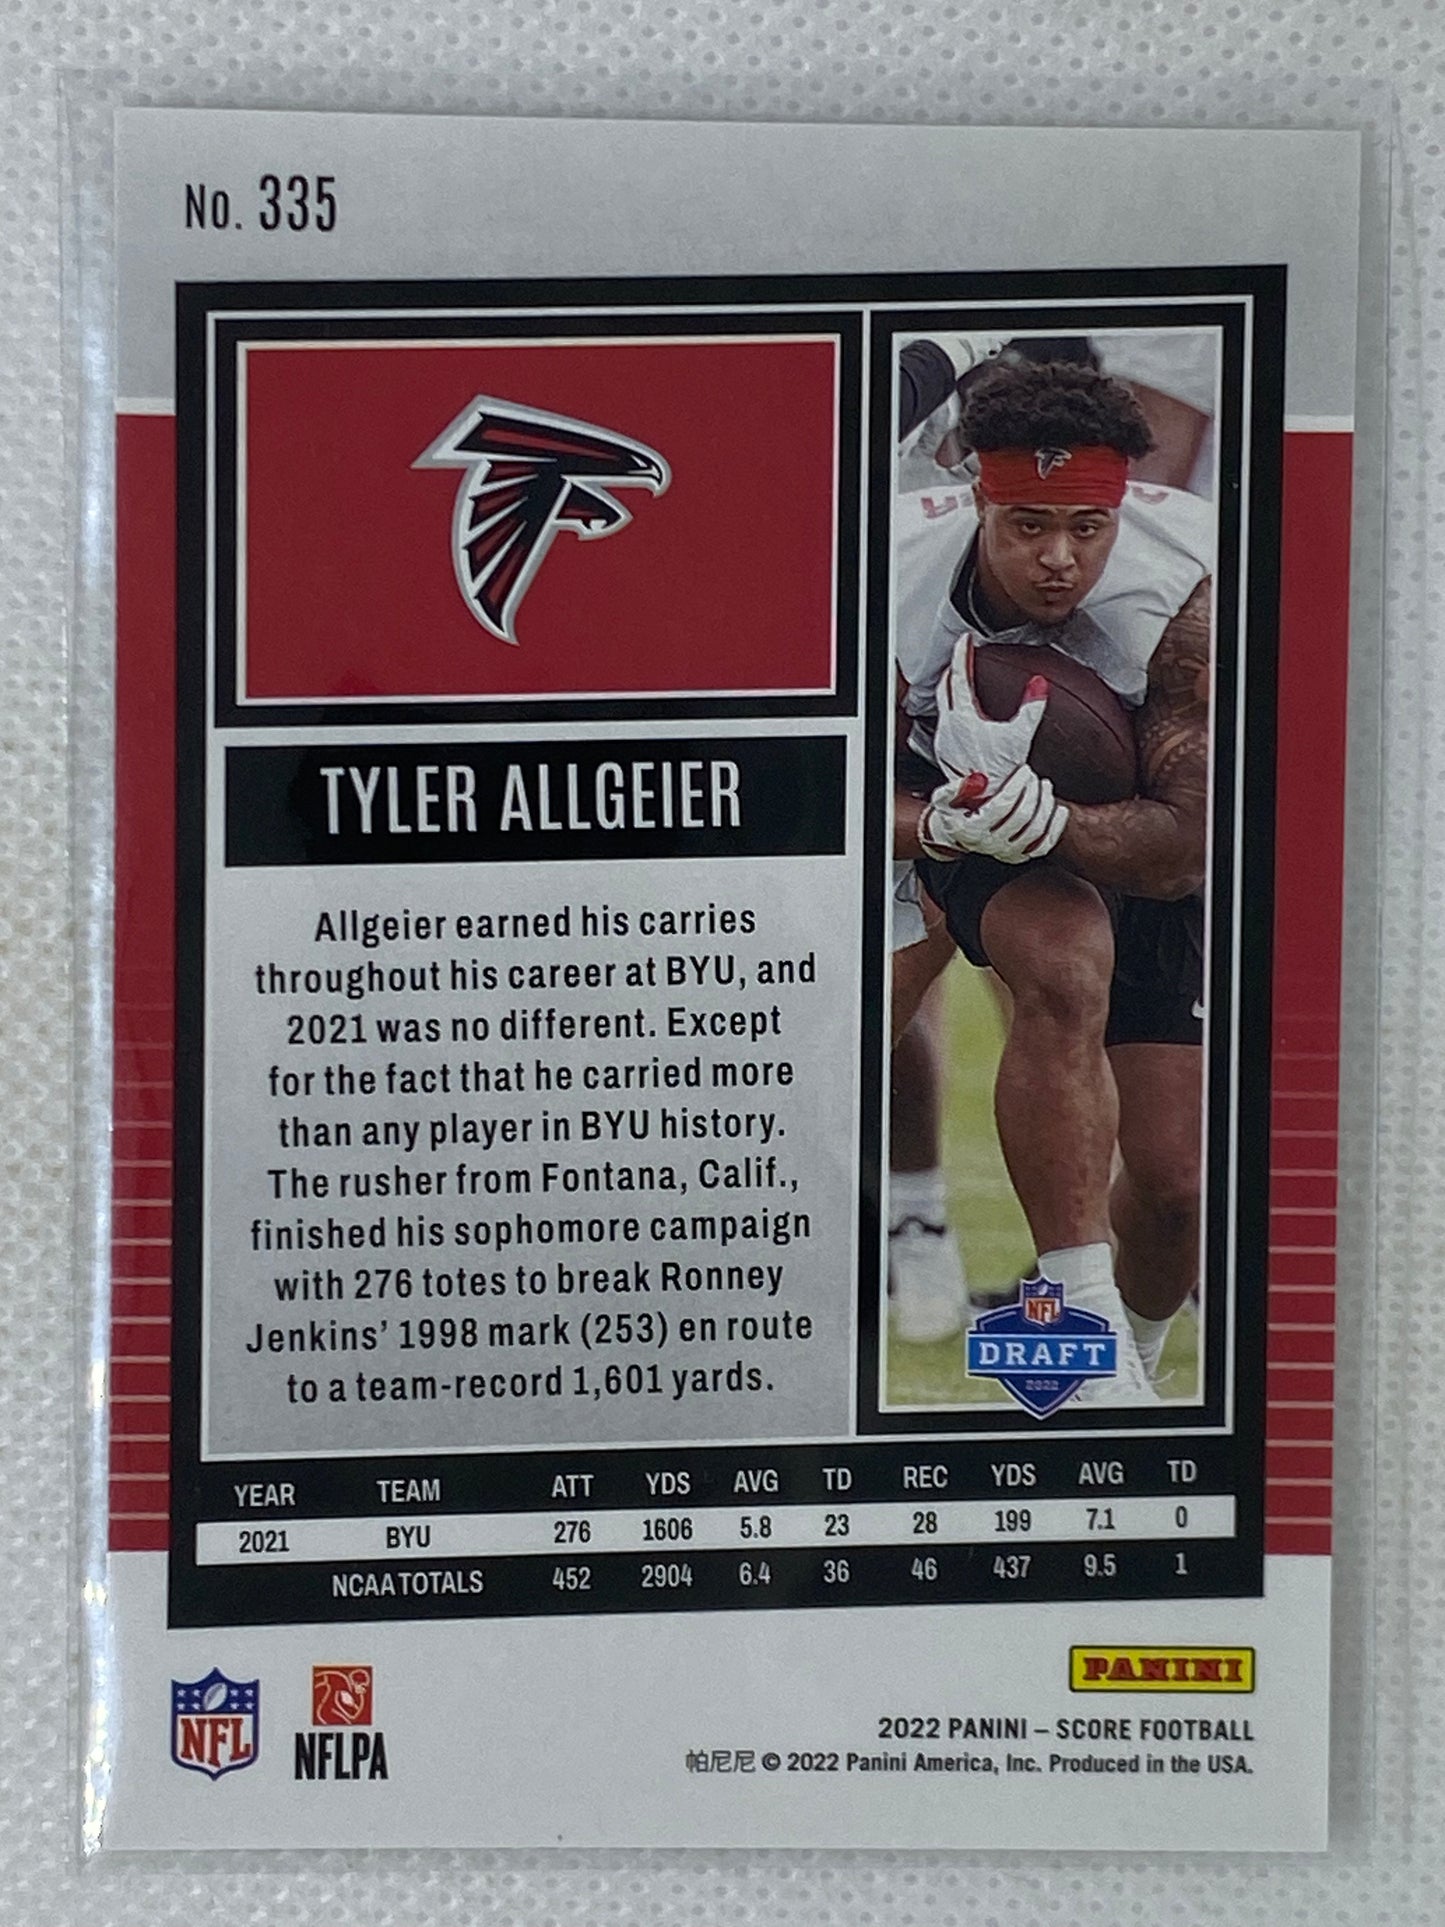 No. 335
TYLER ALLGEIER
Allgeier earned his carries
throughout his career at BYU, and
2021 was no different. Except
for the fact that he carried more
than any player in BYU history.
The rusher from Fontana, Calif.,
finished his sophomore campaign
with 276 totes to break Ronney
Jenkins’ 1998 mark (253) en route
to a team-record 1,601 yards.
NFL
DRAFT
2022
YEAR TEAM ATT YDS AVG TD REC YDS AVG TD
2021 BYU 276 1606 5.8 23 28 199 7.1 0
NCAA TOTALS 452 2904 6.4 36 46 437 9.5 1
NFL
NFLPA
PANINI
2022 PANINI – SCORE FOOTBALL
帕尼尼 © 2022 Panini America, Inc. Produced in the USA.